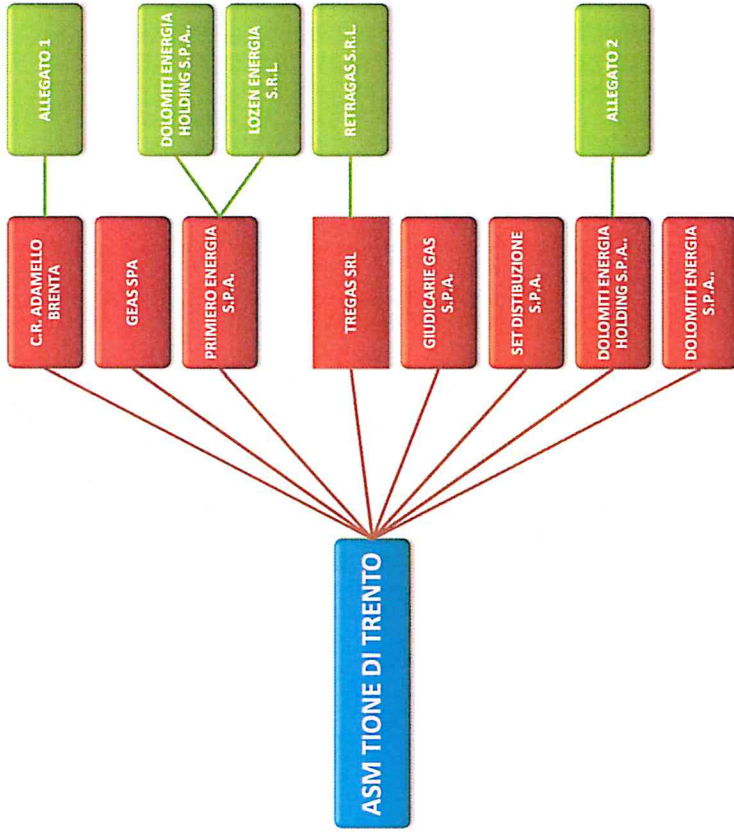 ASM TIONE DI TRENTO
C.R. ADAMELLO
BRENTA
ALLEGATO 1
GEAS SPA
PRIMIERO ENERGIA
S.P.A.
DOLOMITI ENERGIA
HOLDING S.P.A..
LOZEN ENERGIA
S.R.L.
TREGAS SRL
RETRAGAS S.R.L.
GIUDICARIE GAS
S.P.A.
SET DISTIBUZIONE
S.P.A.
DOLOMITI ENERGIA
HOLDING S.P.A..
ALLEGATO 2
DOLOMITI ENERGIA
S.P.A..